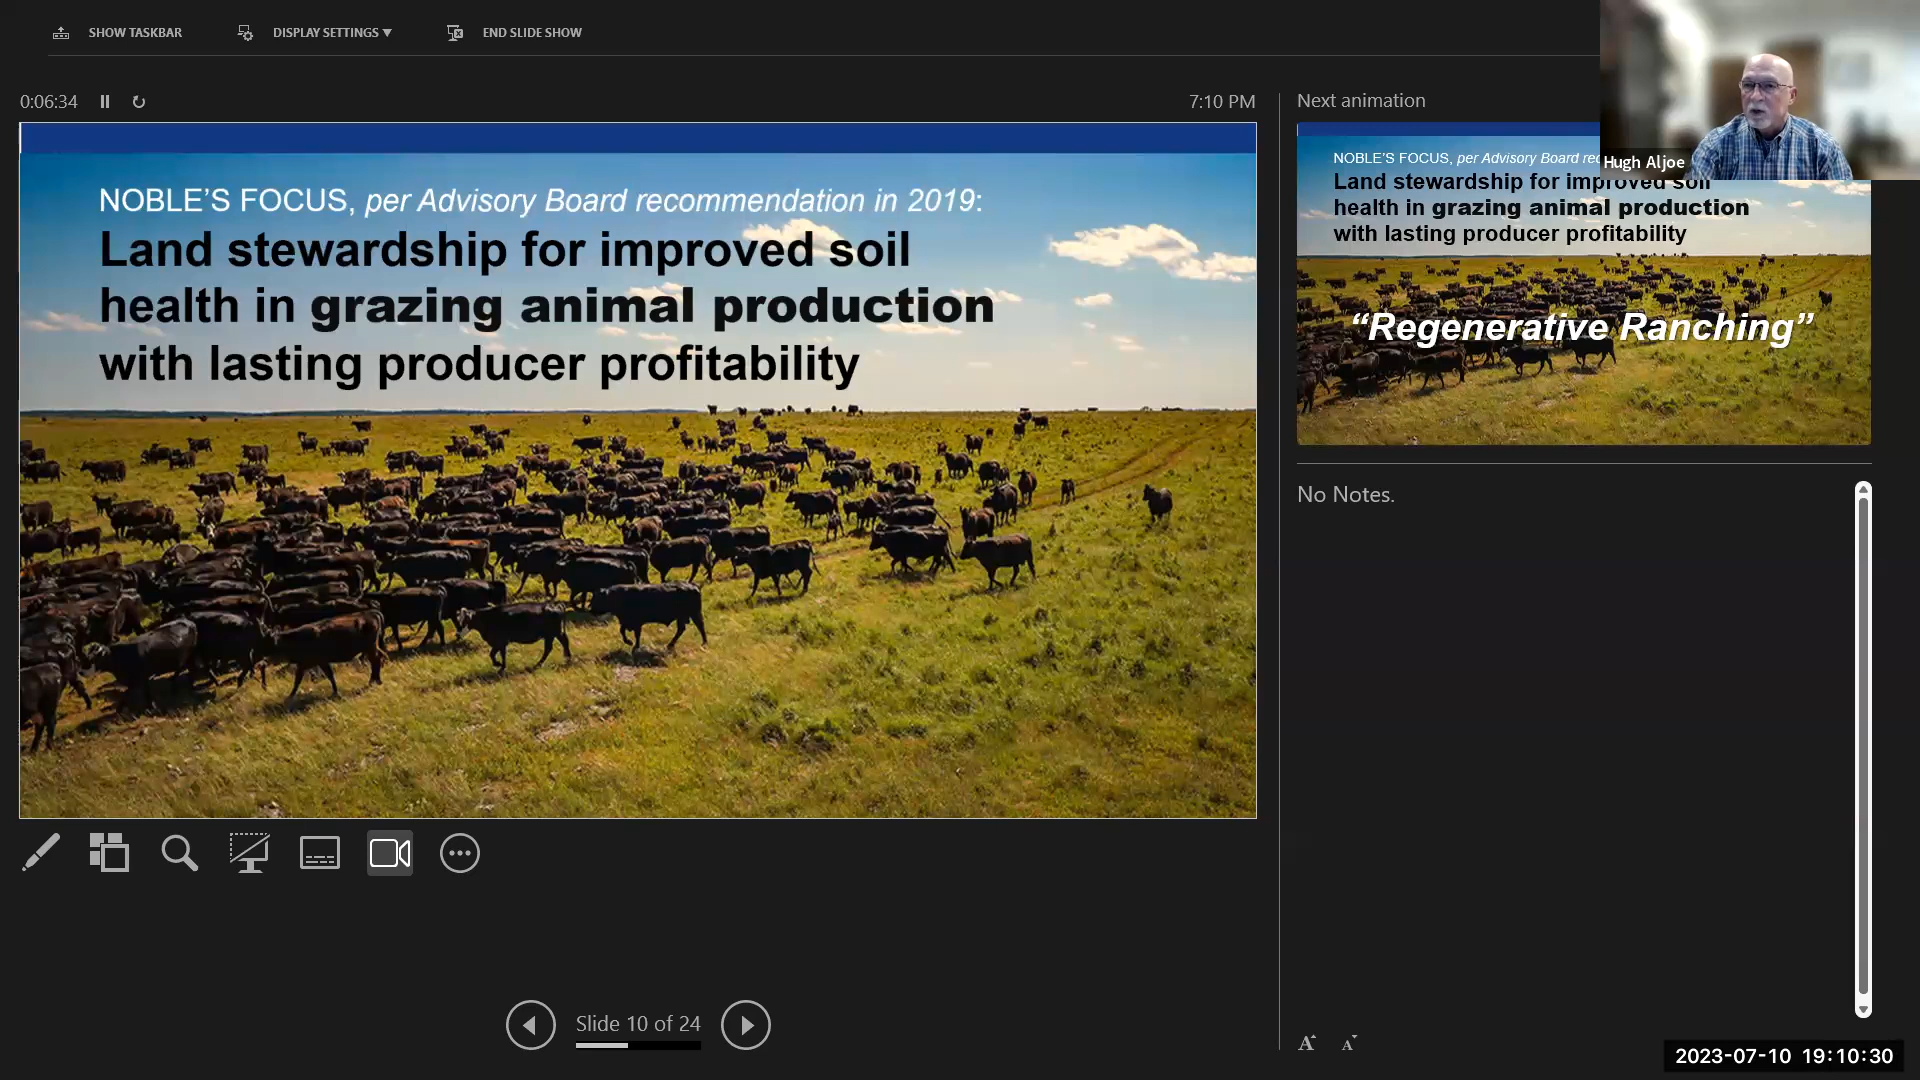 SHOW TASKBAR
DISPLAY SETTINGS ▼
END SLIDE SHOW
0:06:34
7:10 PM
NOBLE’S FOCUS, per Advisory Board recommendation in 2019:
Land stewardship for improved soil
health in grazing animal production
with lasting producer profitability
Slide 10 of 24
Next animation
NOBLE’S FOCUS, per Advisory Board
Land stewardship for improved soil
health in grazing animal production
with lasting producer profitability
“Regenerative Ranching”
Hugh Aljoe
No Notes.
A A
2023-07-10 19:10:30